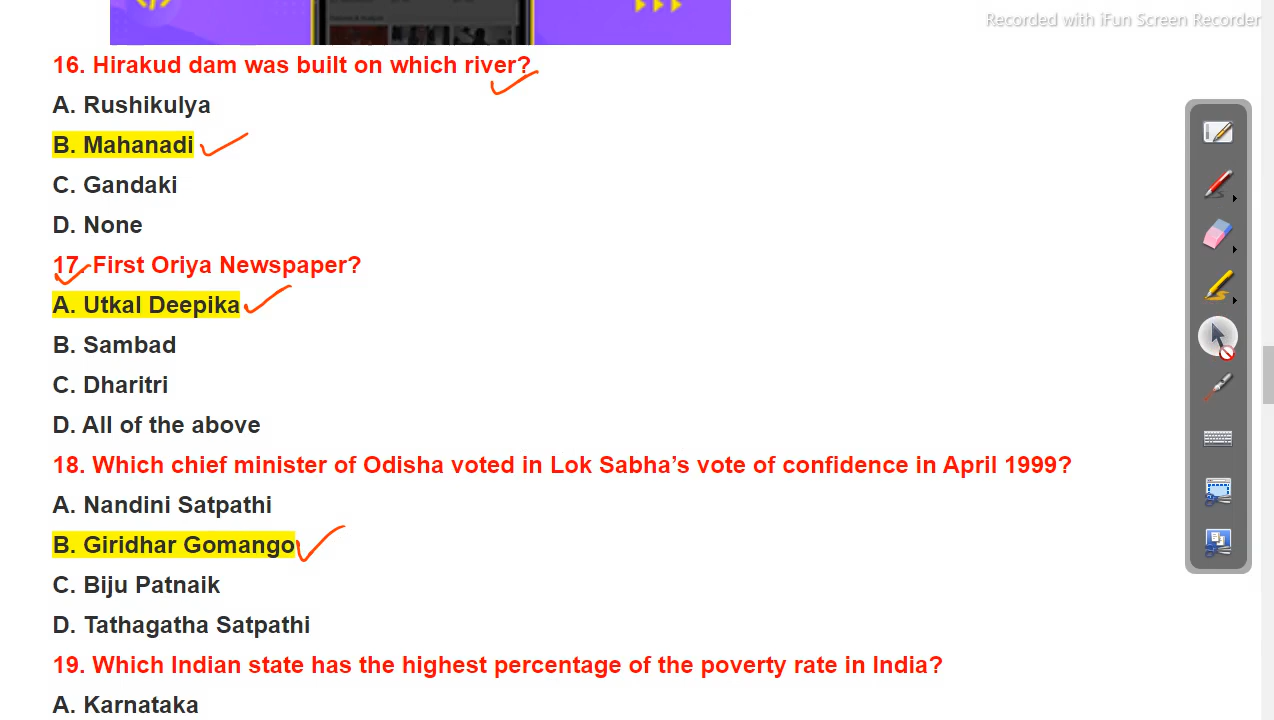 Recorded with iFun Screen Recorder
16. Hirakud dam was built on which river?
A. Rushikulya
B. Mahanadi
C. Gandaki
D. None
17. First Oriya Newspaper?
A. Utkal Deepika
B. Sambad
C. Dharitri
D. All of the above
18. Which chief minister of Odisha voted in Lok Sabha’s vote of confidence in April 1999?
A. Nandini Satpathi
B. Giridhar Gomango
C. Biju Patnaik
D. Tathagatha Satpathi
19. Which Indian state has the highest percentage of the poverty rate in India?
A. Karnataka